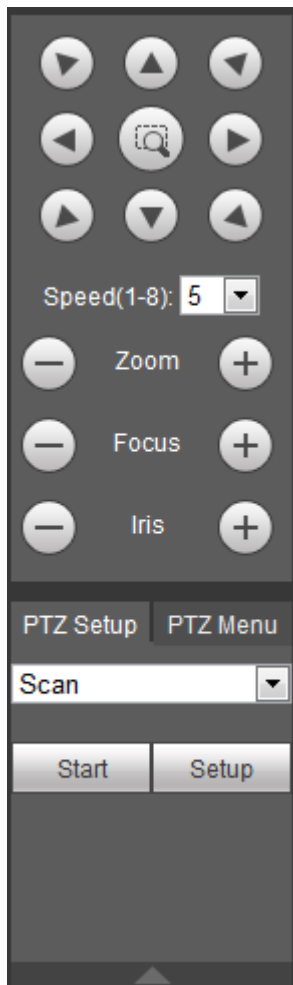 Speed(1-8): 5
Zoom
Focus
Iris
PTZ Setup PTZ Menu
Scan
Start Setup